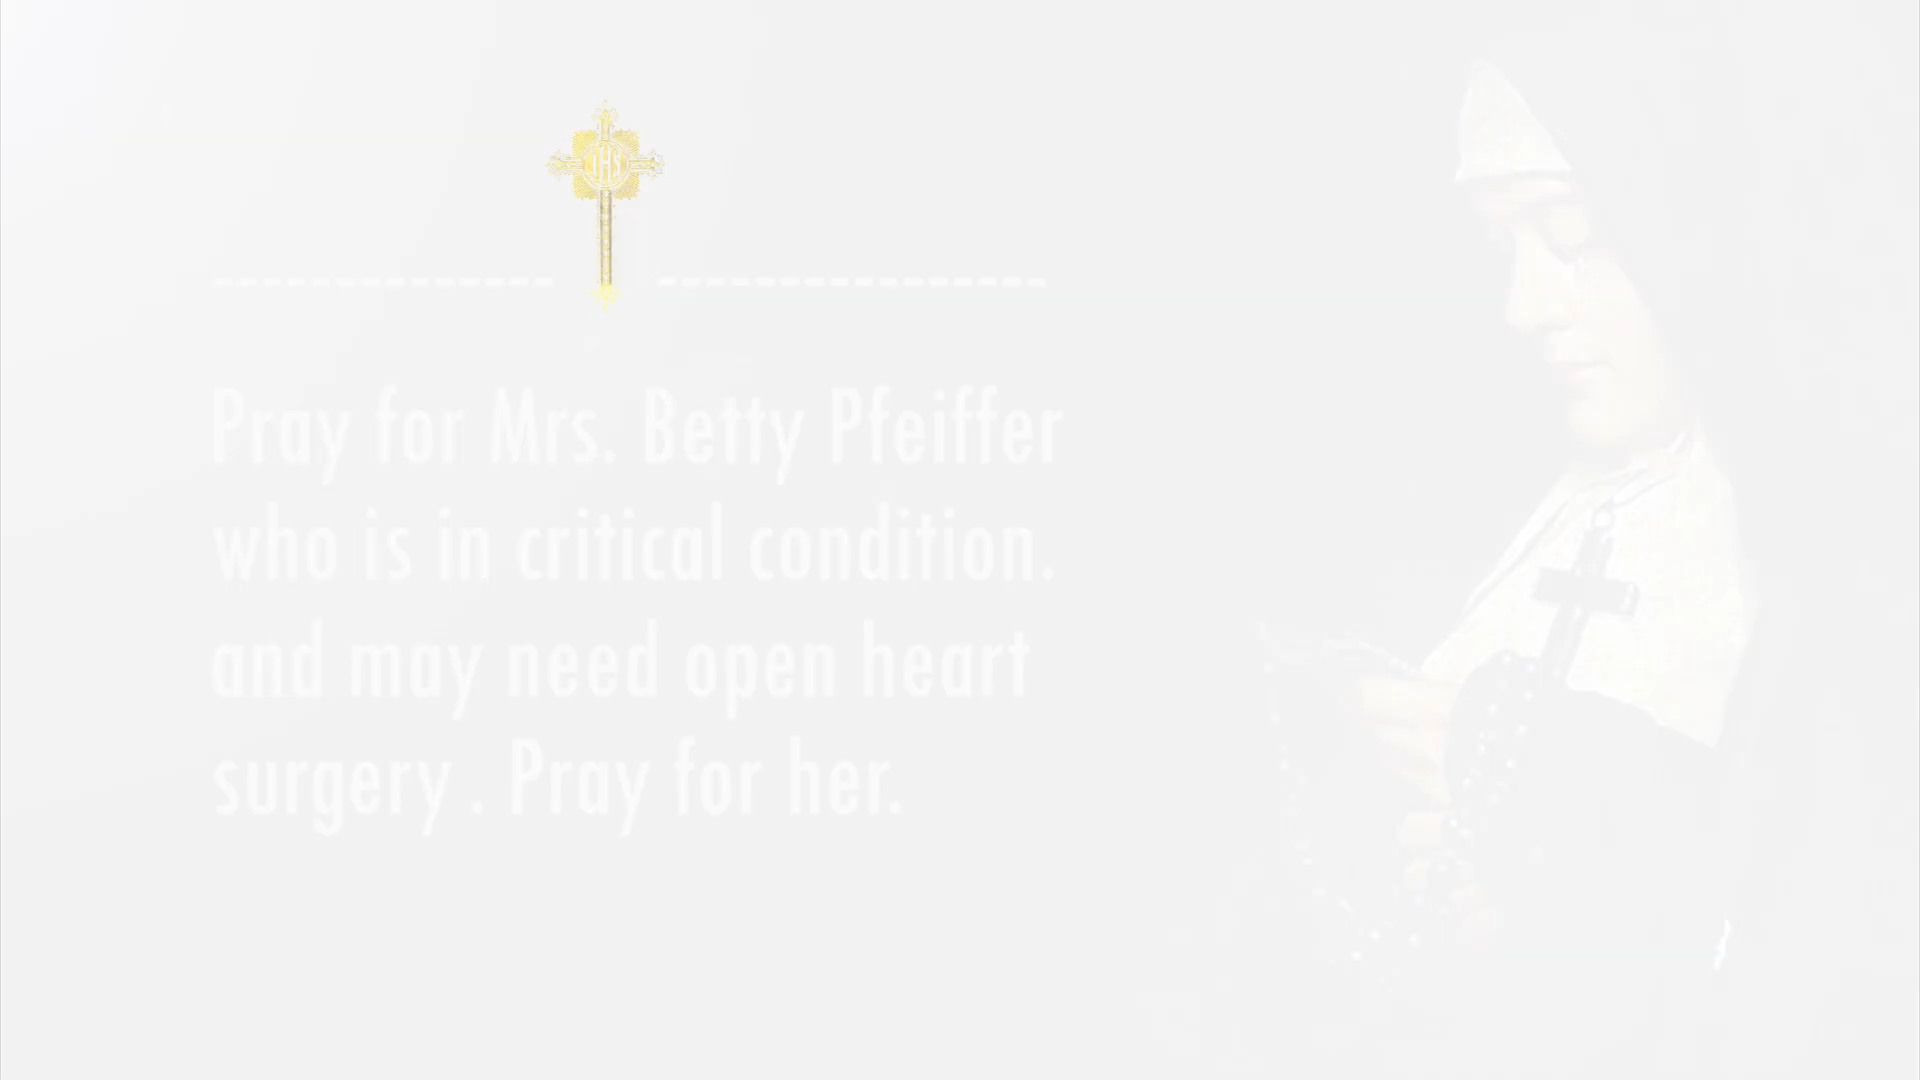 IHS
Pray for Mrs. Betty Pfeiffer
who is in critical condition.
and may need open heart
surgery . Pray for her.